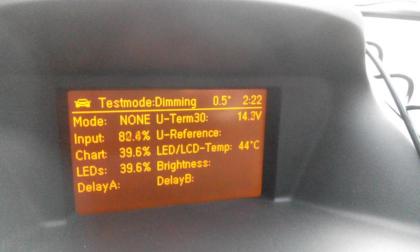 Testmode:Dimming 0.5° 2:22
Mode: NONE U-Term30: 14.3V
Input: 82.4% U-Reference:
Chart: 39.6% LED/LCD-Temp: 44°C
LEDs: 39.6% Brightness:
DelayA: DelayB: